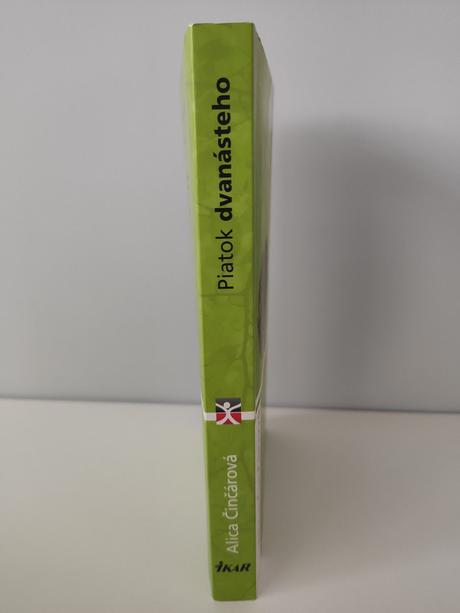 Piatok dvanásteho
Alica Činčárová
IKAR